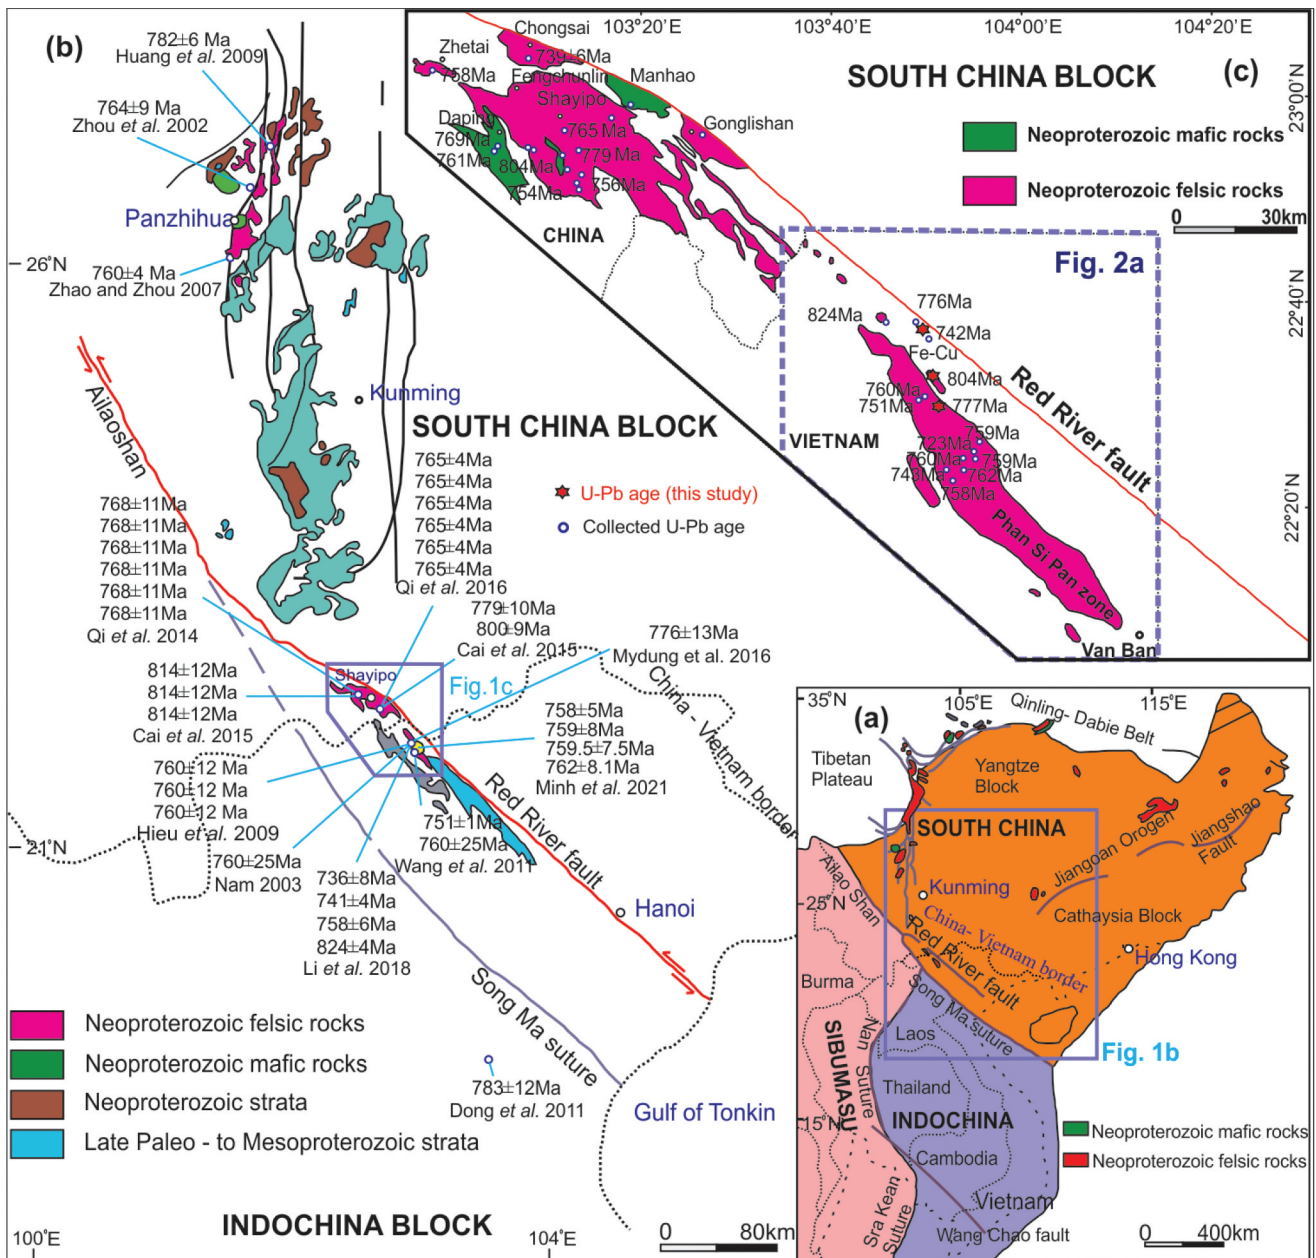 (b)
782±6 Ma
Huang et al. 2009
764±9 Ma
Zhou et al. 2002
Panzhihua
26°N
760±4 Ma
Zhao and Zhou 2007
Ailaoshan
Kunming
SOUTH CHINA BLOCK
765±4Ma
765±4Ma
765±4Ma
765±4Ma
765±4Ma
765±4Ma
Qi et al. 2016
U-Pb age (this study)
Collected U-Pb age
768±11Ma
768±11Ma
768±11Ma
768±11Ma
768±11Ma
768±11Ma
Qi et al. 2014
779±10Ma
800±9Ma
Cai et al. 2015
776±13Ma
Mydung et al. 2016
Shayipo
Fig.1c
814±12Ma
814±12Ma
814±12Ma
Cai et al. 2015
China - Vietnam border
758±5Ma
759±8Ma
759.5±7.5Ma
762±8.1Ma
Minh et al. 2021
760±12 Ma
760±12 Ma
760±12 Ma
Hieu et al. 2009
Red River fault
751±1Ma
760±25Ma
Wang et al. 2011
21°N
760±25Ma
Nam 2003
736±8Ma
741±4Ma
758±6Ma
824±4Ma
Li et al. 2018
Hanoi
Song Ma suture
783±12Ma
Dong et al. 2011
Gulf of Tonkin
Neoproterozoic felsic rocks
Neoproterozoic mafic rocks
Neoproterozoic strata
Late Paleo - to Mesoproterozoic strata
INDOCHINA BLOCK
0 80km
100°E
104°E
103°20'E
103°40'E
104°00'E
104°20'E
(c)
SOUTH CHINA BLOCK
Neoproterozoic mafic rocks
Neoproterozoic felsic rocks
0 30km
23°00'N
22°40'N
22°20'N
Chongsai
Zhetai
739±6Ma
758Ma
Fengchunlin
Manhao
Shayipo
Daping
769Ma
761Ma
765 Ma
Gonglishan
779 Ma
804Ma
754Ma
756Ma
CHINA
Fig. 2a
776Ma
824Ma
742Ma
Fe-Cu
804Ma
760Ma
751Ma
777Ma
Red River fault
VIETNAM
759Ma
723Ma
760Ma
759Ma
743Ma
762Ma
758Ma
Phan Si Pan zone
Van Ban
(a)
35°N
105°E
115°E
Qinling- Dabie Belt
Tibetan
Plateau
Yangtze
Block
SOUTH CHINA
Jiangshao
Fault
Jiangoan Orogen
Ailao Shan
Kunming
25°N
Cathaysia Block
China- Vietnam border
Red River fault
Hong Kong
Burma
Song Ma suture
Laos
Nan Suture
SIBUMASU
Fig. 1b
Thailand
INDOCHINA
15°N
Cambodia
Vietnam
Sra Kean
Suture
Wang Chao fault
Neoproterozoic mafic rocks
Neoproterozoic felsic rocks
0 400km